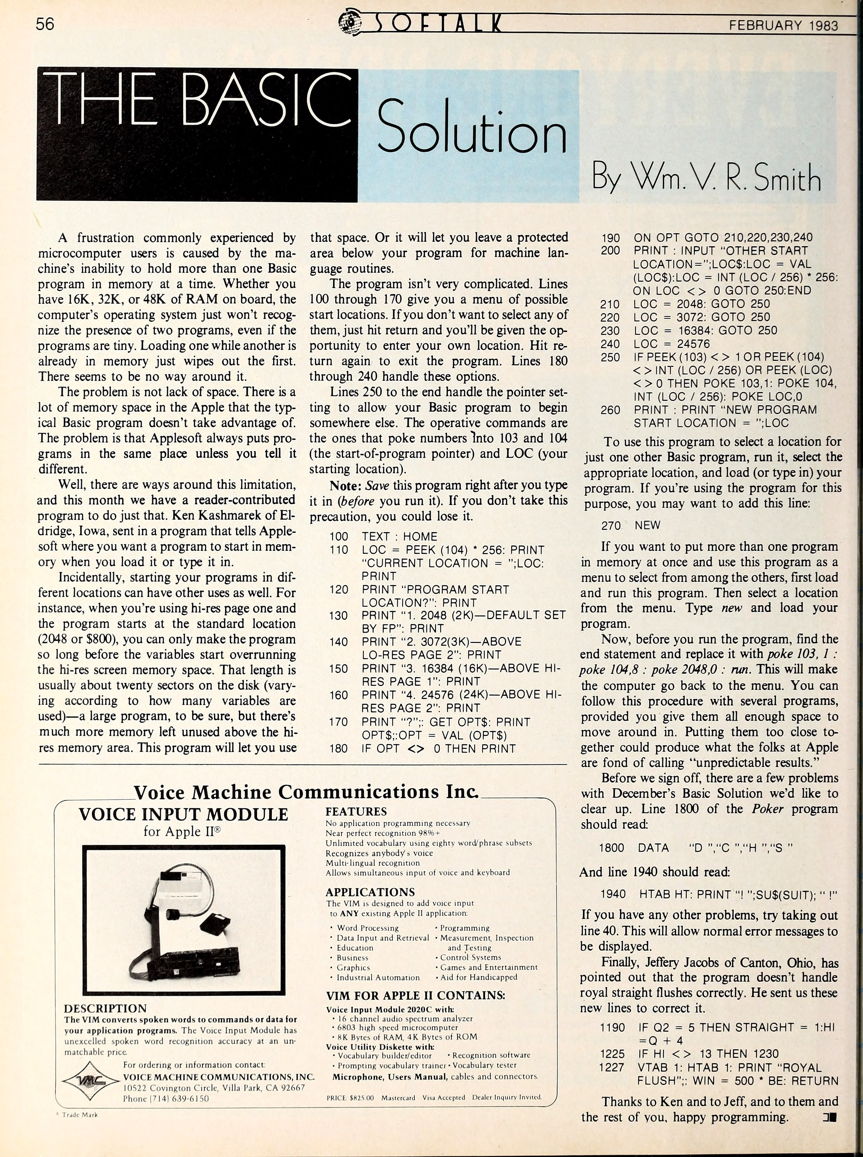 56
SOFTALK
FEBRUARY 1983
THE BASIC
Solution
By Wm. V. R. Smith
A frustration commonly experienced by
microcomputer users is caused by the ma-
chine's inability to hold more than one Basic
program in memory at a time. Whether you
have 16K, 32K, or 48K of RAM on board, the
computer's operating system just won't recog-
nize the presence of two programs, even if the
programs are tiny. Loading one while another is
already in memory just wipes out the first.
There seems to be no way around it.
The problem is not lack of space. There is a
lot of memory space in the Apple that the typ-
ical Basic program doesn't take advantage of.
The problem is that Applesoft always puts pro-
grams in the same place unless you tell it
different.
Well, there are ways around this limitation,
and this month we have a reader-contributed
program to do just that. Ken Kashmarek of El-
dridge, Iowa, sent in a program that tells Apple-
soft where you want a program to start in mem-
ory when you load it or type it in.
Incidentally, starting your programs in dif-
ferent locations can have other uses as well. For
instance, when you're using hi-res page one and
the program starts at the standard location
(2048 or $800), you can only make the program
so long before the variables start overrunning
the hi-res screen memory space. That length is
usually about twenty sectors on the disk (vary-
ing according to how many variables are
used)—a large program, to be sure, but there's
much more memory left unused above the hi-
res memory area. This program will let you use
that space. Or it will let you leave a protected
area below your program for machine lan-
guage routines.
The program isn't very complicated. Lines
100 through 170 give you a menu of possible
start locations. If you don't want to select any of
them, just hit return and you'll be given the op-
portunity to enter your own location. Hit re-
turn again to exit the program. Lines 180
through 240 handle these options.
Lines 250 to the end handle the pointer set-
ting to allow your Basic program to begin
somewhere else. The operative commands are
the ones that poke numbers into 103 and 104
(the start-of-program pointer) and LOC (your
starting location).
Note: Save this program right after you type
it in (before you run it). If you don't take this
precaution, you could lose it.
100 TEXT : HOME
110 LOC = PEEK (104) * 256: PRINT
"CURRENT LOCATION = ";LOC:
PRINT
120 PRINT "PROGRAM START
LOCATION?": PRINT
130 PRINT "1. 2048 (2K)—DEFAULT SET
BY FP": PRINT
140 PRINT "2. 3072(3K)—ABOVE
LO-RES PAGE 2": PRINT
150 PRINT "3. 16384 (16K)—ABOVE HI-
RES PAGE 1": PRINT
160 PRINT "4. 24576 (24K)—ABOVE HI-
RES PAGE 2": PRINT
170 PRINT "?";: GET OPT$: PRINT
OPT$;:OPT = VAL (OPT$)
180 IF OPT <> 0 THEN PRINT
190 ON OPT GOTO 210,220,230,240
200 PRINT : INPUT "OTHER START
LOCATION=";LOC$:LOC = VAL
(LOC$):LOC = INT (LOC / 256) * 256:
ON LOC <> 0 GOTO 250:END
210 LOC = 2048: GOTO 250
220 LOC = 3072: GOTO 250
230 LOC = 16384: GOTO 250
240 LOC = 24576
250 IF PEEK (103) <> 1 OR PEEK (104)
<> INT (LOC / 256) OR PEEK (LOC)
<> 0 THEN POKE 103,1: POKE 104,
INT (LOC / 256): POKE LOC,0
260 PRINT : PRINT "NEW PROGRAM
START LOCATION = ";LOC
To use this program to select a location for
just one other Basic program, run it, select the
appropriate location, and load (or type in) your
program. If you're using the program for this
purpose, you may want to add this line:
270 NEW
If you want to put more than one program
in memory at once and use this program as a
menu to select from among the others, first load
and run this program. Then select a location
from the menu. Type new and load your
program.
Now, before you run the program, find the
end statement and replace it with poke 103, 1 :
poke 104,8 : poke 2048,0 : run. This will make
the computer go back to the menu. You can
follow this procedure with several programs,
provided you give them all enough space to
move around in. Putting them too close to-
gether could produce what the folks at Apple
are fond of calling "unpredictable results."
Before we sign off, there are a few problems
with December's Basic Solution we'd like to
clear up. Line 1800 of the Poker program
should read:
1800 DATA "D ","C ","H ","S "
And line 1940 should read:
1940 HTAB HT: PRINT "! ";SU$(SUIT); " !"
If you have any other problems, try taking out
line 40. This will allow normal error messages to
be displayed.
Finally, Jeffery Jacobs of Canton, Ohio, has
pointed out that the program doesn't handle
royal straight flushes correctly. He sent us these
new lines to correct it.
1190 IF Q2 = 5 THEN STRAIGHT = 1:HI
=Q + 4
1225 IF HI <> 13 THEN 1230
1227 VTAB 1: HTAB 1: PRINT "ROYAL
FLUSH";: WIN = 500 * BE: RETURN
Thanks to Ken and to Jeff, and to them and
the rest of you, happy programming.
Voice Machine Communications Inc.
VOICE INPUT MODULE
for Apple II®
DESCRIPTION
The VIM converts spoken words to commands or data for
your application programs. The Voice Input Module has
unexcelled spoken word recognition accuracy at an un-
matchable price.
VMC
For ordering or information contact:
VOICE MACHINE COMMUNICATIONS, INC.
10522 Covington Circle, Villa Park, CA 92667
Phone (714) 639-6150
® Trade Mark
FEATURES
No application programming necessary
Near perfect recognition 98%+
Unlimited vocabulary using eighty word/phrase subsets
Recognizes anybody's voice
Multi-lingual recognition
Allows simultaneous input of voice and keyboard
APPLICATIONS
The VIM is designed to add voice input
to ANY existing Apple II application:
• Word Processing
• Data Input and Retrieval
• Education
• Business
• Graphics
• Industrial Automation
• Programming
• Measurement, Inspection
and Testing
• Control Systems
• Games and Entertainment
• Aid for Handicapped
VIM FOR APPLE II CONTAINS:
Voice Input Module 2020C with:
• 16 channel audio spectrum analyzer
• 6803 high speed microcomputer
• 8K Bytes of RAM, 4K Bytes of ROM
Voice Utility Diskette with:
• Vocabulary builder/editor • Recognition software
• Prompting vocabulary trainer • Vocabulary tester
Microphone, Users Manual, cables and connectors.
PRICE: $825.00 Mastercard Visa Accepted Dealer Inquiry Invited.